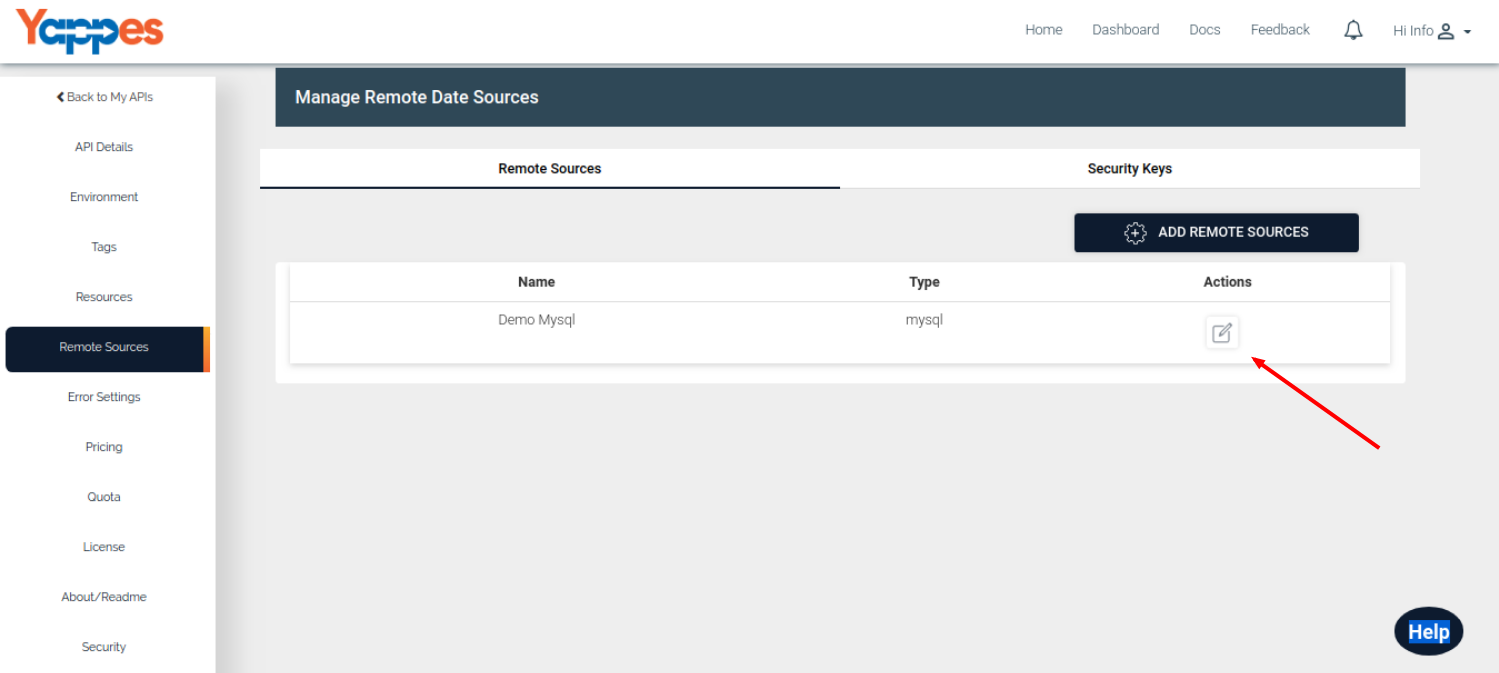 Yappes
Home Dashboard Docs Feedback Hi Info
Back to My APIs
API Details
Environment
Tags
Resources
Remote Sources
Error Settings
Pricing
Quota
License
About/Readme
Security
Manage Remote Date Sources
Remote Sources Security Keys
ADD REMOTE SOURCES
Name Type Actions
Demo Mysql mysql
Help